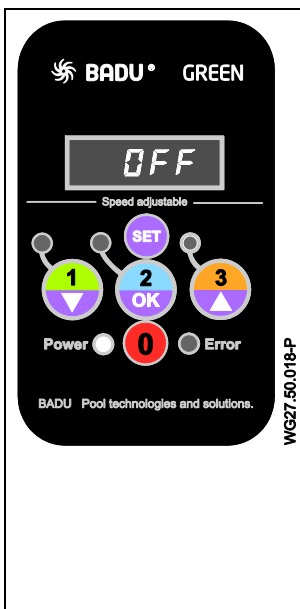 BADU® GREEN
OFF
Speed adjustable
SET
1 2 3
OK
Power 0 Error
BADU Pool technologies and solutions.
WG27.50.018-P